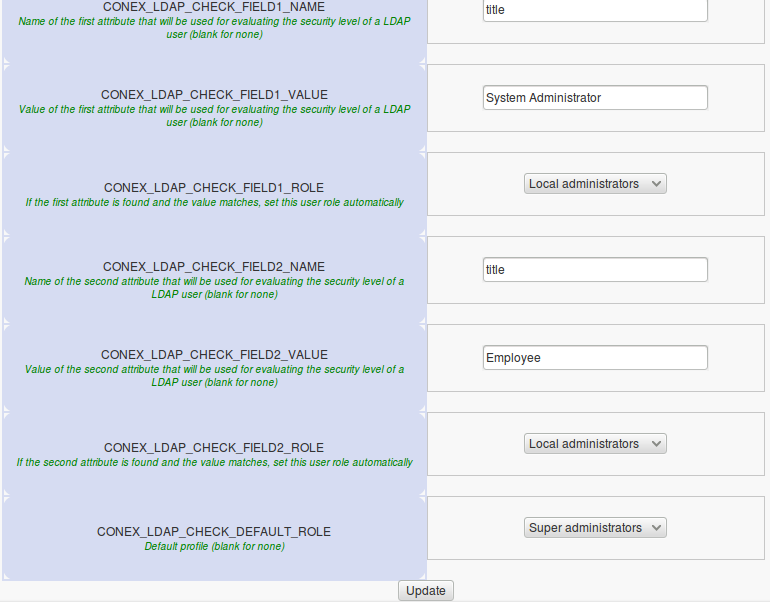 CONEX_LDAP_CHECK_FIELD1_NAME
Name of the first attribute that will be used for evaluating the security level of a LDAP
user (blank for none)
title
CONEX_LDAP_CHECK_FIELD1_VALUE
Value of the first attribute that will be used for evaluating the security level of a LDAP
user (blank for none)
System Administrator
CONEX_LDAP_CHECK_FIELD1_ROLE
If the first attribute is found and the value matches, set this user role automatically
Local administrators
CONEX_LDAP_CHECK_FIELD2_NAME
Name of the second attribute that will be used for evaluating the security level of a
LDAP user (blank for none)
title
CONEX_LDAP_CHECK_FIELD2_VALUE
Value of the second attribute that will be used for evaluating the security level of a
LDAP user (blank for none)
Employee
CONEX_LDAP_CHECK_FIELD2_ROLE
If the second attribute is found and the value matches, set this user role automatically
Local administrators
CONEX_LDAP_CHECK_DEFAULT_ROLE
Default profile (blank for none)
Super administrators
Update